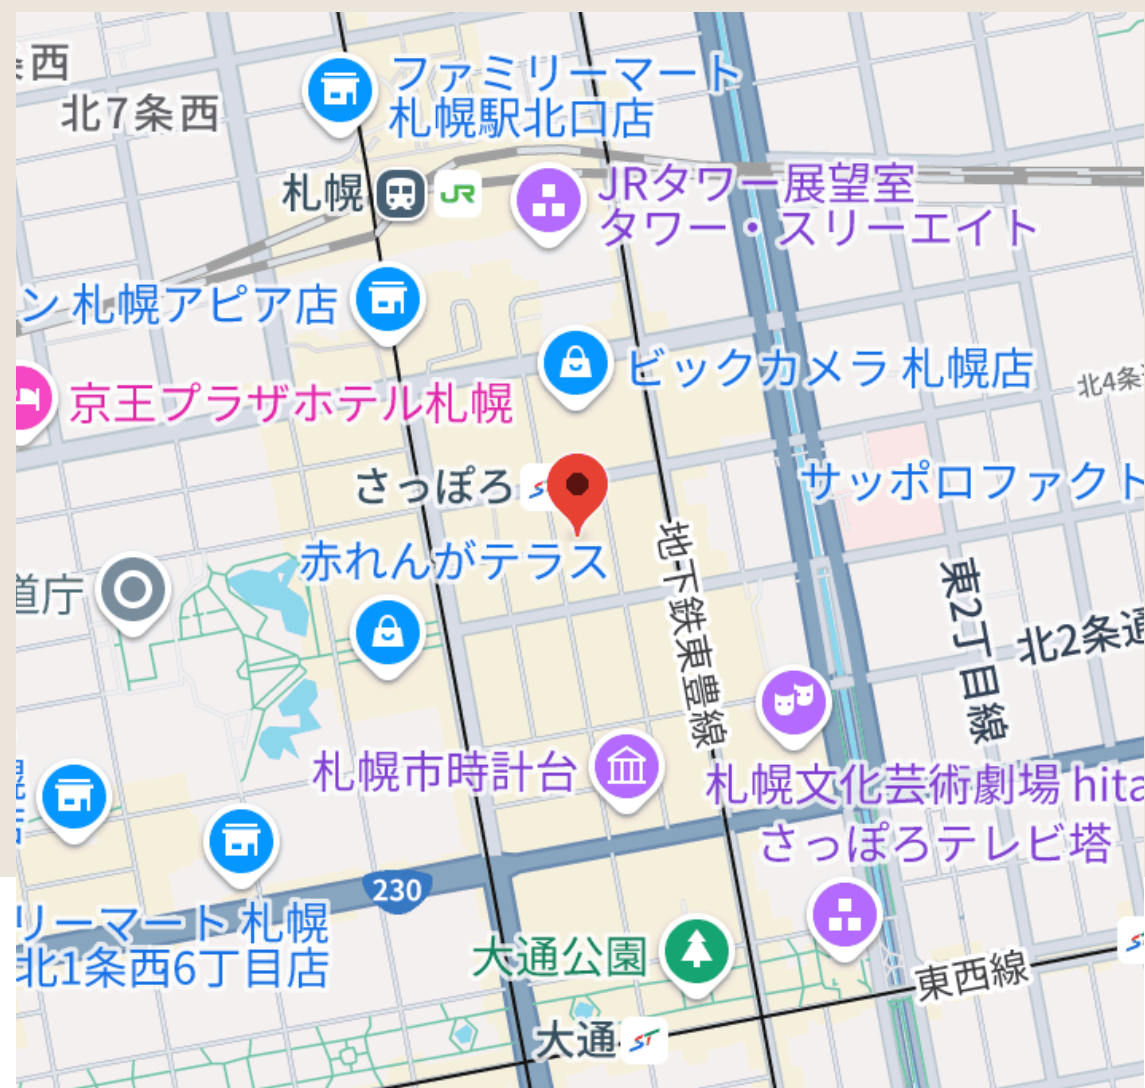 条西
北7条西
ファミリーマート
札幌駅北口店
札幌
JR
JRタワー展望室
タワー・スリーエイト
ン 札幌アピア店
ビックカメラ 札幌店
北4条
京王プラザホテル札幌
さっぽろ
サッポロファクト
赤れんがテラス
道庁
地下鉄東豊線
東2丁目線
北2条通
札幌市時計台
札幌文化芸術劇場 hita
さっぽろテレビ塔
230
リーマート 札幌
北1条西6丁目店
大通公園
東西線
大通
ST